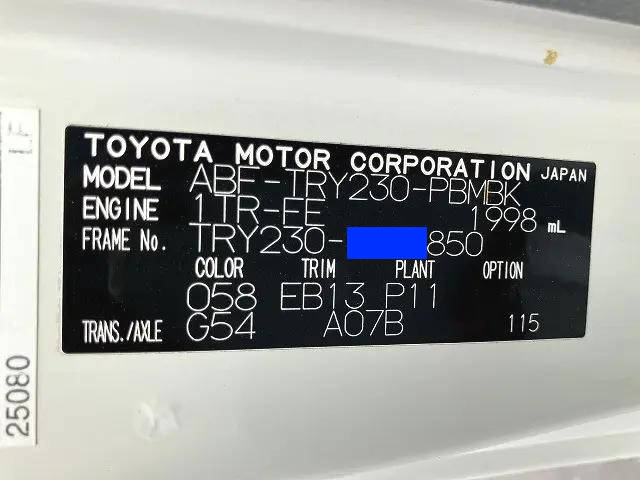 TOYOTA MOTOR CORPORATION JAPAN
MODEL ABF-TRY230-PBMBK
ENGINE 1TR-FE 1998 mL
FRAME No. TRY230- 850
COLOR TRIM PLANT OPTION
058 EB13 P11
TRANS./AXLE G54 A07B 115
25080